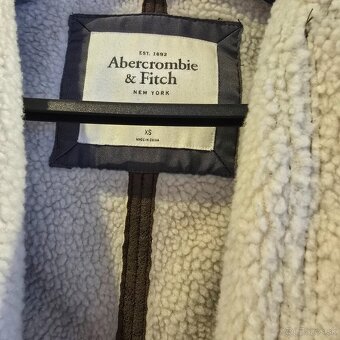 EST. 1892
Abercrombie
& Fitch
NEW YORK
XS
MADE IN CHINA